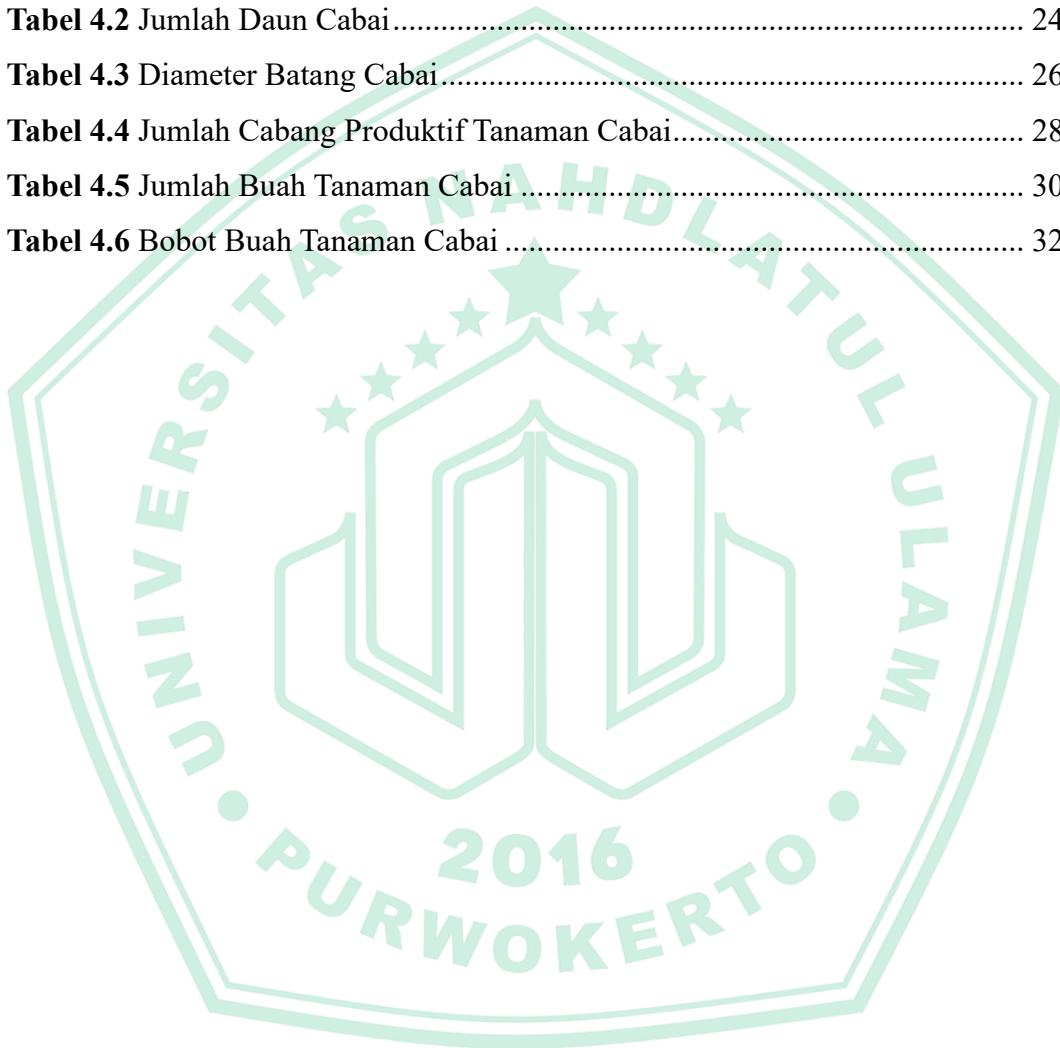 Tabel 4.2 Jumlah Daun Cabai ........................................................................... 24
Tabel 4.3 Diameter Batang Cabai ..................................................................... 26
Tabel 4.4 Jumlah Cabang Produktif Tanaman Cabai ........................................ 28
Tabel 4.5 Jumlah Buah Tanaman Cabai ............................................................ 30
Tabel 4.6 Bobot Buah Tanaman Cabai ............................................................. 32
UNIVERSITAS NAHDLATUL ULAMA
2016
PURWOKERTO